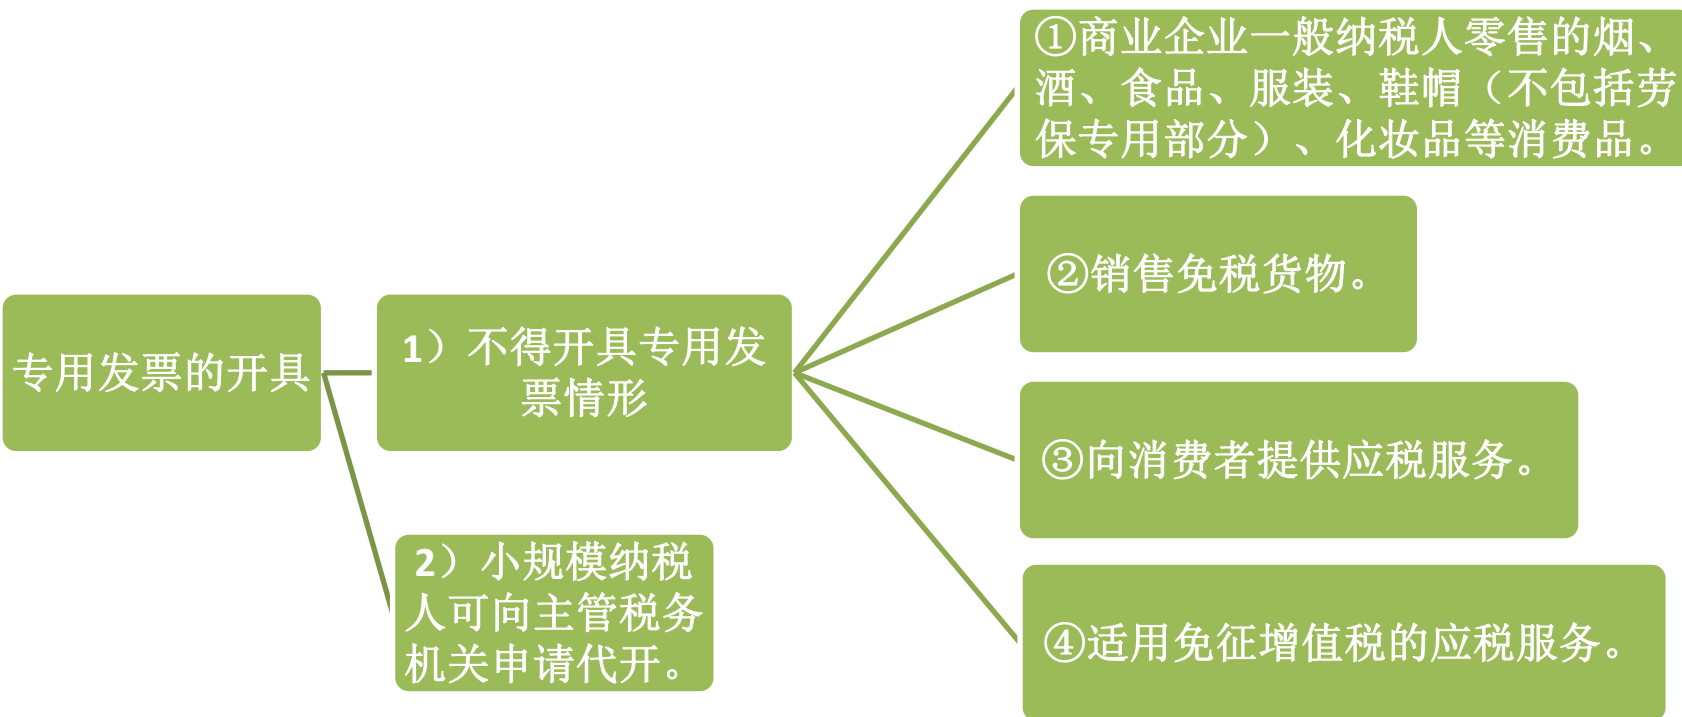 专用发票的开具
1）不得开具专用发
票情形
①商业企业一般纳税人零售的烟、
酒、食品、服装、鞋帽（不包括劳
保专用部分）、化妆品等消费品。
②销售免税货物。
③向消费者提供应税服务。
④适用免征增值税的应税服务。
2）小规模纳税
人可向主管税务
机关申请代开。